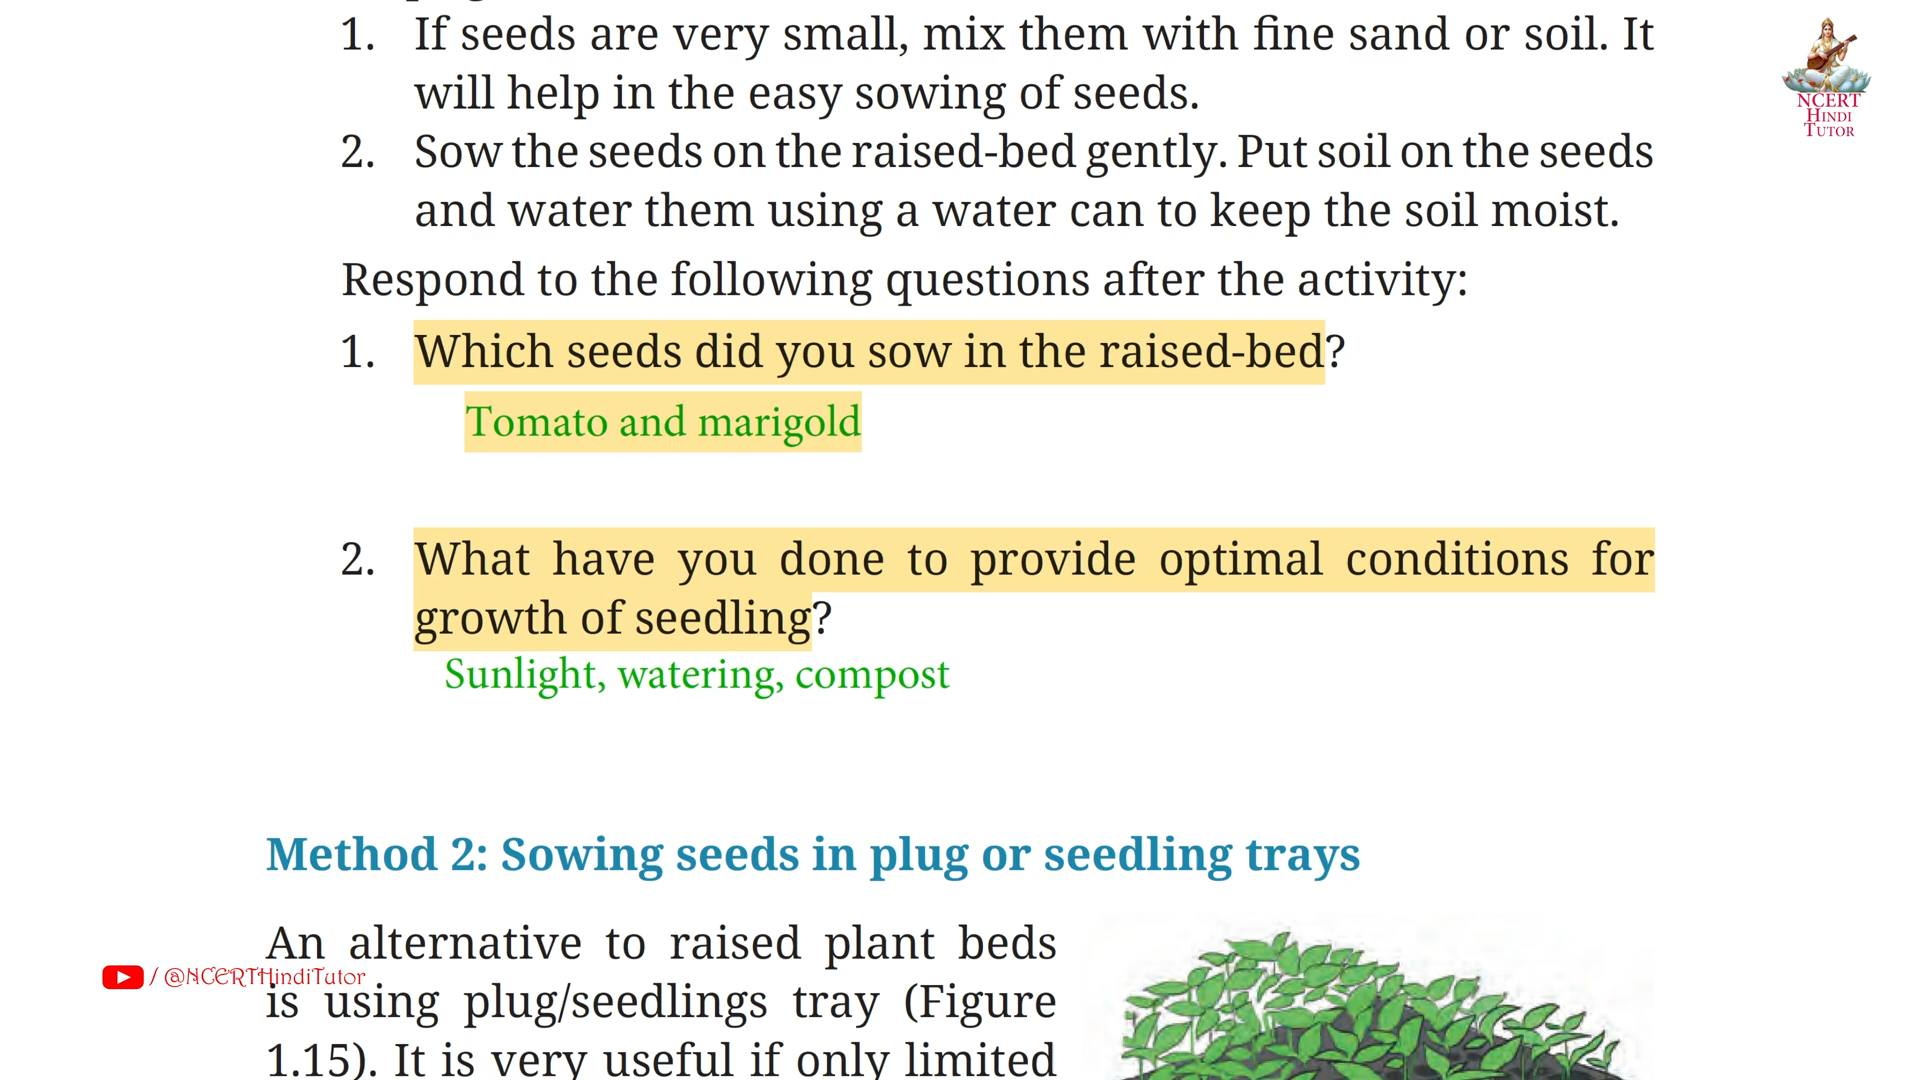 1. If seeds are very small, mix them with fine sand or soil. It
will help in the easy sowing of seeds.
2. Sow the seeds on the raised-bed gently. Put soil on the seeds
and water them using a water can to keep the soil moist.
Respond to the following questions after the activity:
1. Which seeds did you sow in the raised-bed?
Tomato and marigold
2. What have you done to provide optimal conditions for
growth of seedling?
Sunlight, watering, compost
Method 2: Sowing seeds in plug or seedling trays
An alternative to raised plant beds
is using plug/seedlings tray (Figure
1.15). It is very useful if only limited
/ @NCERTHindiTutor
NCERT
HINDI
TUTOR